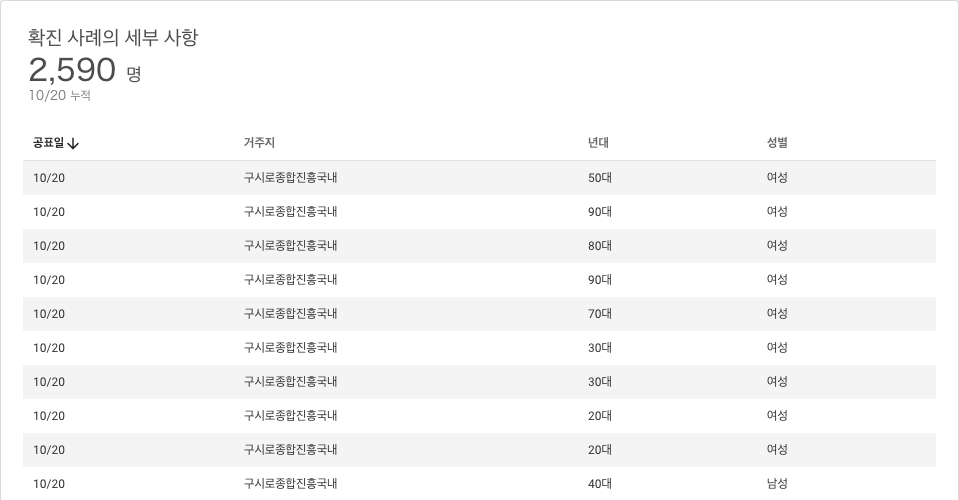 확진 사례의 세부 사항
2,590 명
10/20 누적
공표일 거주지 년대 성별
10/20 구시로종합진흥국내 50대 여성
10/20 구시로종합진흥국내 90대 여성
10/20 구시로종합진흥국내 80대 여성
10/20 구시로종합진흥국내 90대 여성
10/20 구시로종합진흥국내 70대 여성
10/20 구시로종합진흥국내 30대 여성
10/20 구시로종합진흥국내 30대 여성
10/20 구시로종합진흥국내 20대 여성
10/20 구시로종합진흥국내 20대 여성
10/20 구시로종합진흥국내 40대 남성